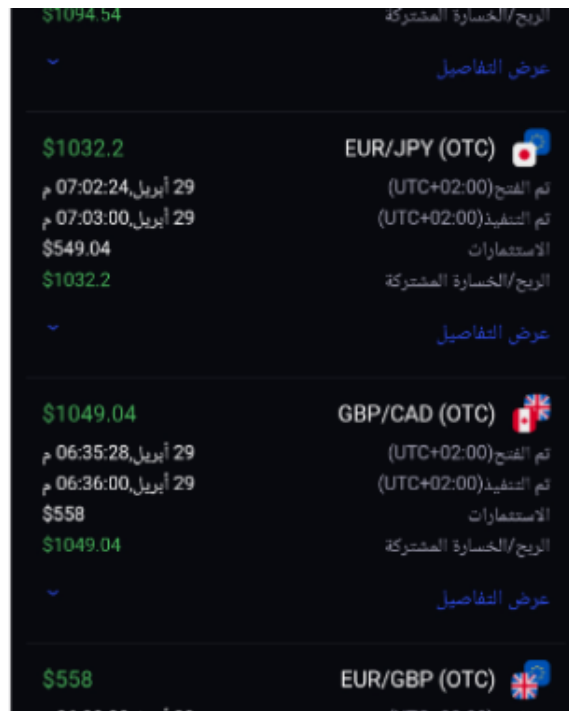 الربح/الخسارة المشتركة $1094.54
عرض التفاصيل
EUR/JPY (OTC) $1032.2
تم الفتح(UTC+02:00) 29 أبريل,07:02:24 م
تم التنفيذ(UTC+02:00) 29 أبريل,07:03:00 م
الاستثمارات $549.04
الربح/الخسارة المشتركة $1032.2
عرض التفاصيل
GBP/CAD (OTC) $1049.04
تم الفتح(UTC+02:00) 29 أبريل,06:35:28 م
تم التنفيذ(UTC+02:00) 29 أبريل,06:36:00 م
الاستثمارات $558
الربح/الخسارة المشتركة $1049.04
عرض التفاصيل
EUR/GBP (OTC) $558